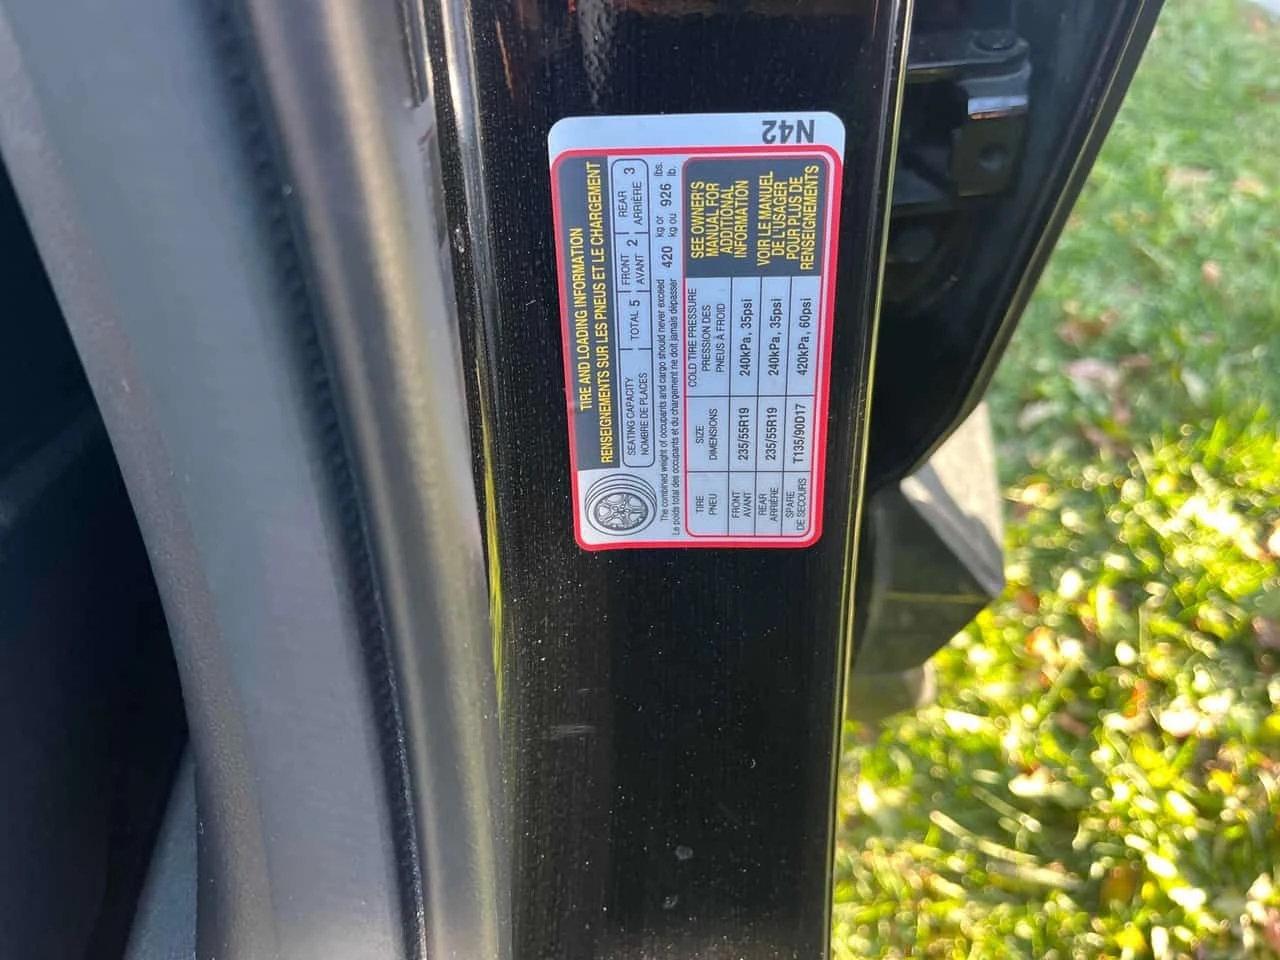 N42
TIRE AND LOADING INFORMATION
RENSEIGNEMENTS SUR LES PNEUS ET LE CHARGEMENT
SEATING CAPACITY
NOMBRE DE PLACES
TOTAL 5
FRONT
AVANT 2
REAR
ARRIÈRE 3
The combined weight of occupants and cargo should never exceed 420 kg or 926 lbs.
Le poids total des occupants et du chargement ne doit jamais dépasser kg ou lb.
TIRE
PNEU
SIZE
DIMENSIONS
COLD TIRE PRESSURE
PRESSION DES
PNEUS À FROID
FRONT
AVANT
235/55R19
240kPa, 35psi
REAR
ARRIÈRE
235/55R19
240kPa, 35psi
SPARE
DE SECOURS
T135/90D17
420kPa, 60psi
SEE OWNER'S
MANUAL FOR
ADDITIONAL
INFORMATION
VOIR LE MANUEL
DE L'USAGER
POUR PLUS DE
RENSEIGNEMENTS